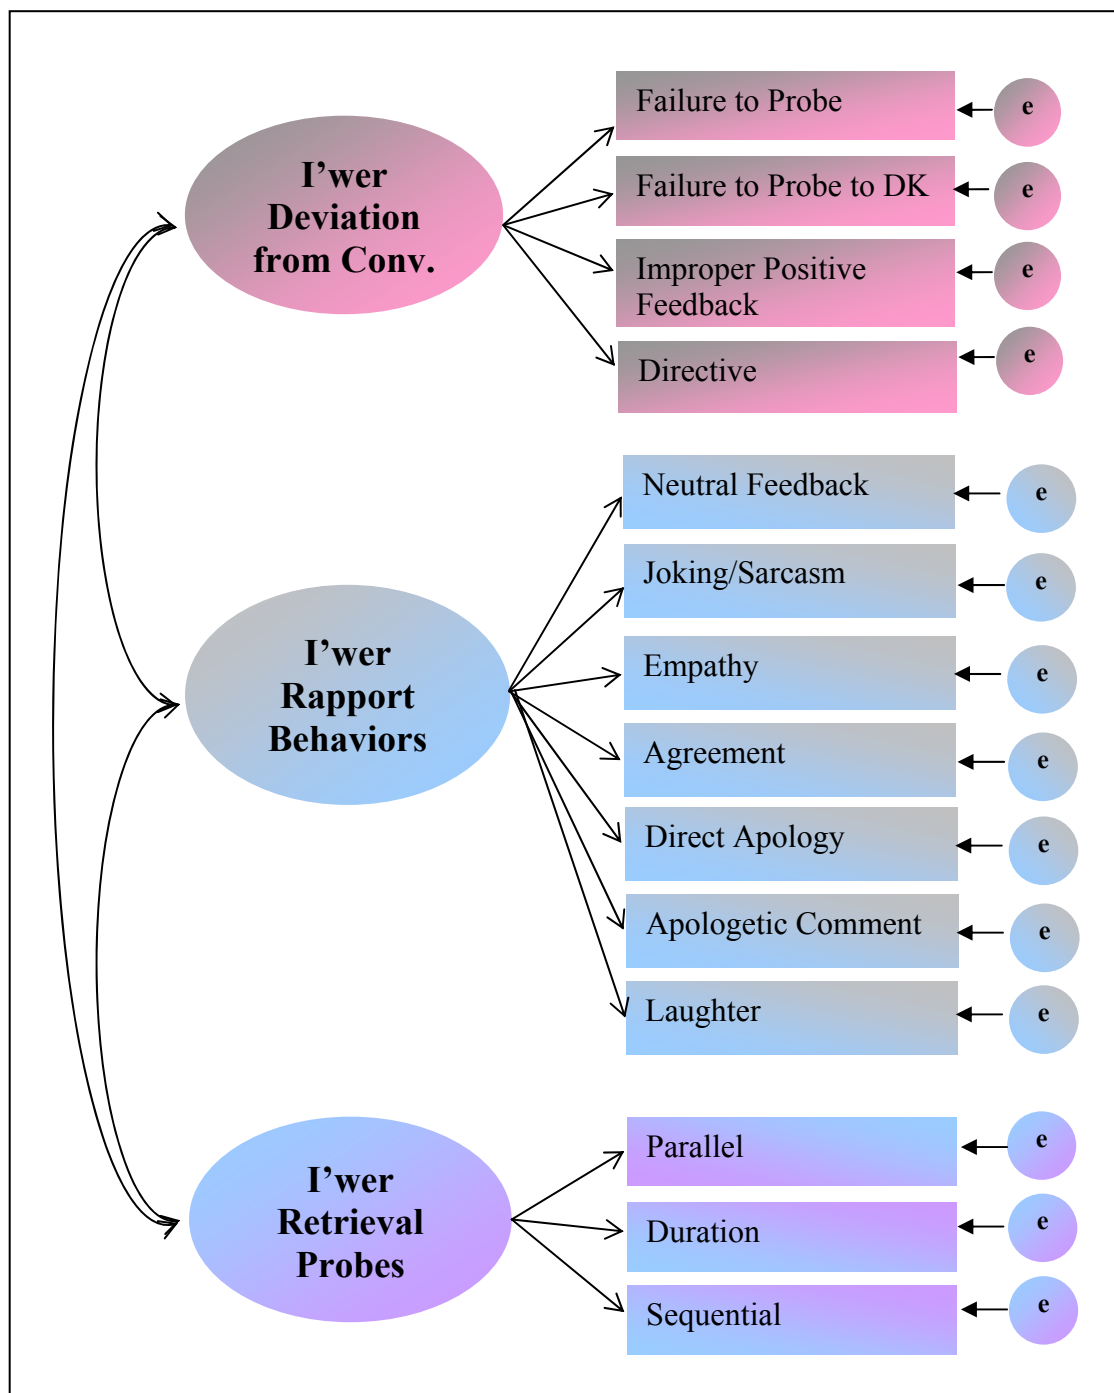 I’wer
Deviation
from Conv.
Failure to Probe
e
Failure to Probe to DK
e
Improper Positive
Feedback
e
Directive
e
I’wer
Rapport
Behaviors
Neutral Feedback
e
Joking/Sarcasm
e
Empathy
e
Agreement
e
Direct Apology
e
Apologetic Comment
e
Laughter
e
I’wer
Retrieval
Probes
Parallel
e
Duration
e
Sequential
e